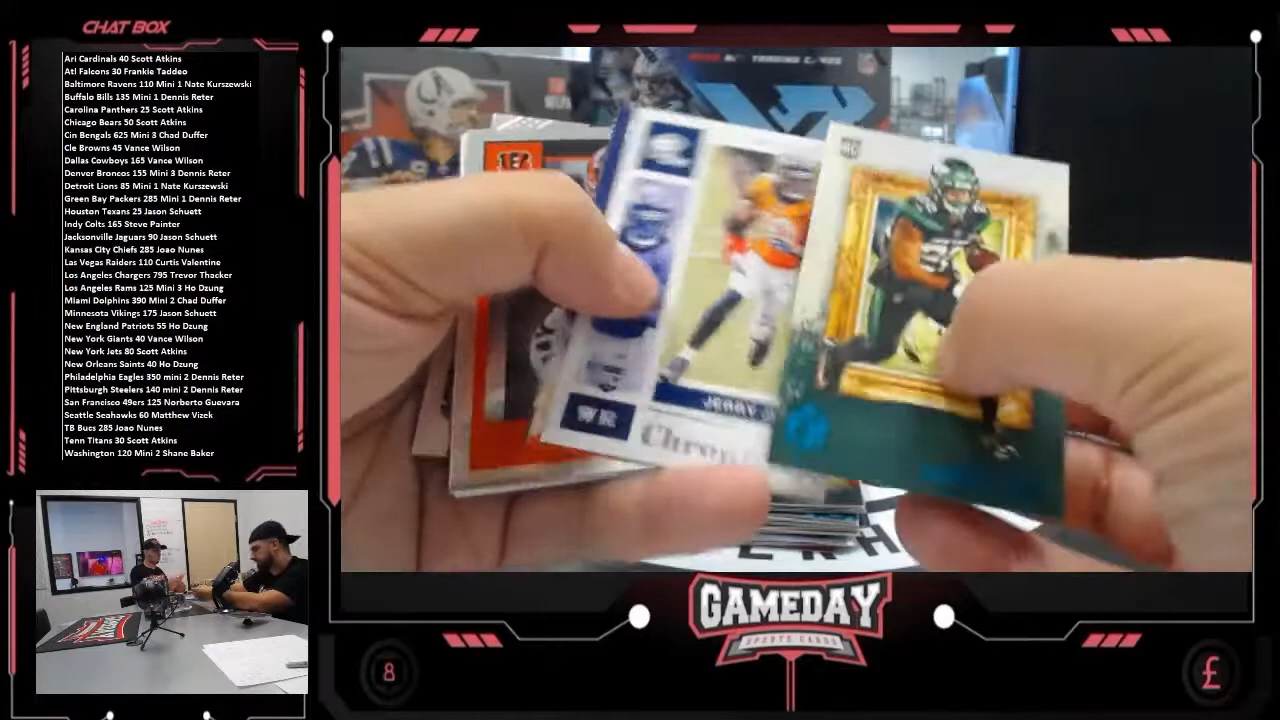 CHAT BOX
Ari Cardinals 40 Scott Atkins
Atl Falcons 30 Frankie Taddeo
Baltimore Ravens 110 Mini 1 Nate Kurszewski
Buffalo Bills 135 Mini 1 Dennis Reter
Carolina Panthers 25 Scott Atkins
Chicago Bears 50 Scott Atkins
Cin Bengals 625 Mini 3 Chad Duffer
Cle Browns 45 Vance Wilson
Dallas Cowboys 165 Vance Wilson
Denver Broncos 155 Mini 3 Dennis Reter
Detroit Lions 85 Mini 1 Nate Kurszewski
Green Bay Packers 285 Mini 1 Dennis Reter
Houston Texans 25 Jason Schuett
Indy Colts 165 Steve Painter
Jacksonville Jaguars 90 Jason Schuett
Kansas City Chiefs 285 Joao Nunes
Las Vegas Raiders 110 Curtis Valentine
Los Angeles Chargers 795 Trevor Thacker
Los Angeles Rams 125 Mini 3 Ho Dzung
Miami Dolphins 390 Mini 2 Chad Duffer
Minnesota Vikings 175 Jason Schuett
New England Patriots 55 Ho Dzung
New York Giants 40 Vance Wilson
New York Jets 80 Scott Atkins
New Orleans Saints 40 Ho Dzung
Philadelphia Eagles 350 mini 2 Dennis Reter
Pittsburgh Steelers 140 mini 2 Dennis Reter
San Francisco 49ers 125 Norberto Guevara
Seattle Seahawks 60 Matthew Vizek
TB Bucs 285 Joao Nunes
Tenn Titans 30 Scott Atkins
Washington 120 Mini 2 Shane Baker
TRADING CARDS
WR
GAMEDAY
SPORTS CARDS
8
£